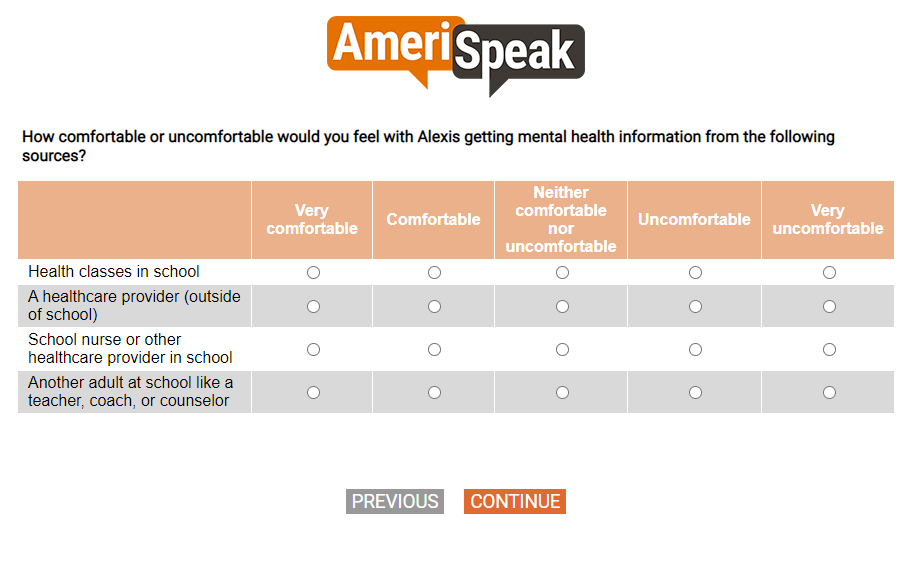 AmeriSpeak
How comfortable or uncomfortable would you feel with Alexis getting mental health information from the following
sources?
Very
comfortable
Comfortable
Neither
comfortable
nor
uncomfortable
Uncomfortable
Very
uncomfortable
Health classes in school
A healthcare provider (outside
of school)
School nurse or other
healthcare provider in school
Another adult at school like a
teacher, coach, or counselor
PREVIOUS CONTINUE